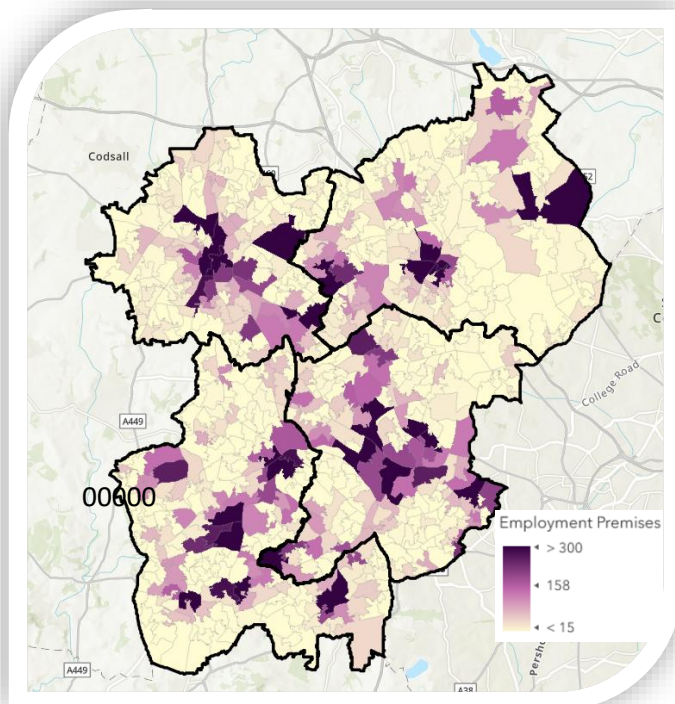 Codsall
A449
00600
College Road
Employment Premises
> 300
158
< 15
A449
A38